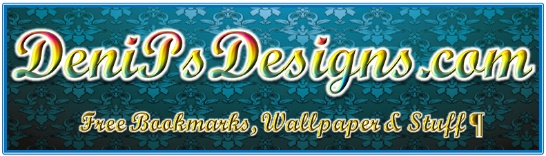 DeniPsDesigns.com
Free Bookmarks, Wallpaper & Stuff ¶